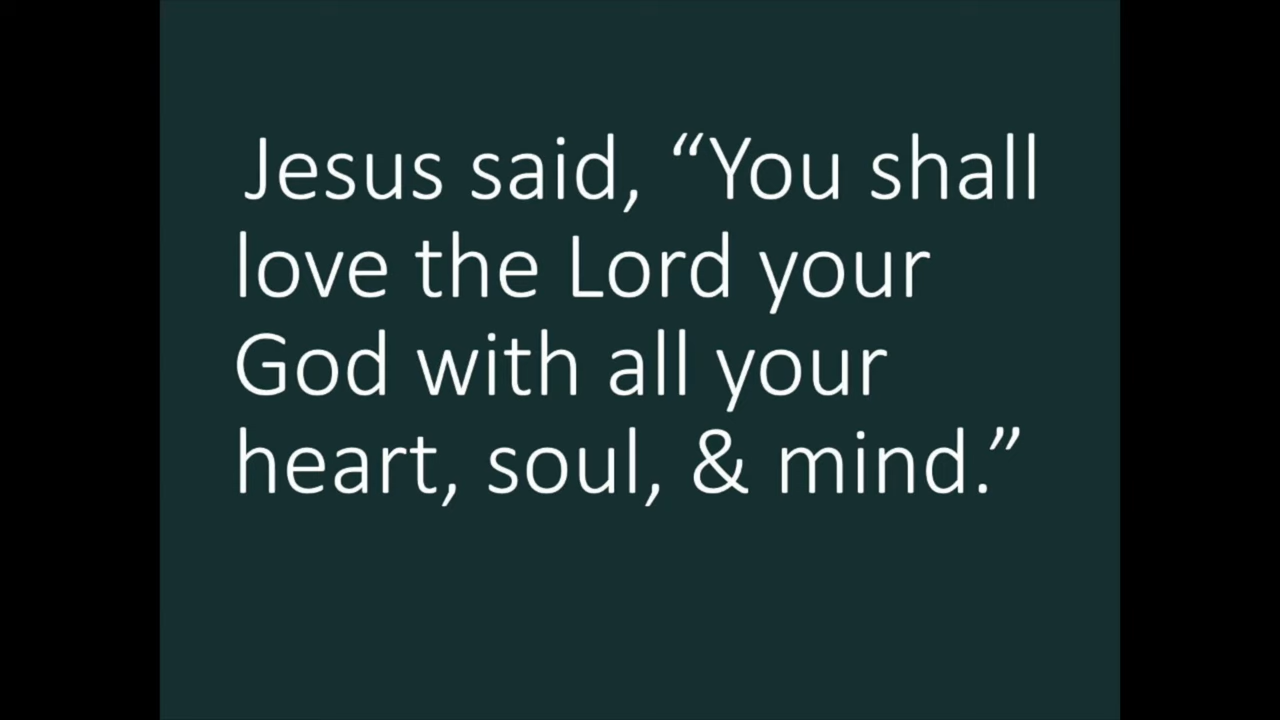 Jesus said, “You shall
love the Lord your
God with all your
heart, soul, & mind.”